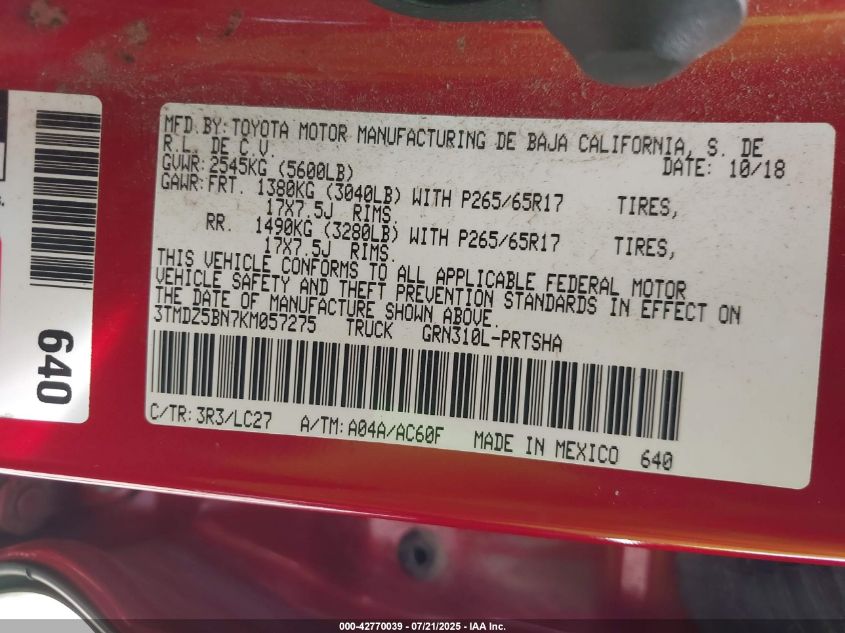 MFD BY: TOYOTA MOTOR MANUFACTURING DE BAJA CALIFORNIA, S. DE
R.L. DE C.V. DATE: 10/18
GVWR: 2545KG (5600LB)
GAWR: FRT. 1380KG (3040LB) WITH P265/65R17 TIRES,
17X7.5J RIMS.
RR. 1490KG (3280LB) WITH P265/65R17 TIRES,
17X7.5J RIMS.
THIS VEHICLE CONFORMS TO ALL APPLICABLE FEDERAL MOTOR
VEHICLE SAFETY AND THEFT PREVENTION STANDARDS IN EFFECT ON
THE DATE OF MANUFACTURE SHOWN ABOVE.
3TMDZ5BN7KM057275 TRUCK GRN310L-PRTSHA
C/TR: 3R3/LC27 A/TM: A04A/AC60F MADE IN MEXICO 640
640
000-42770039 - 07/21/2025 - IAA Inc.